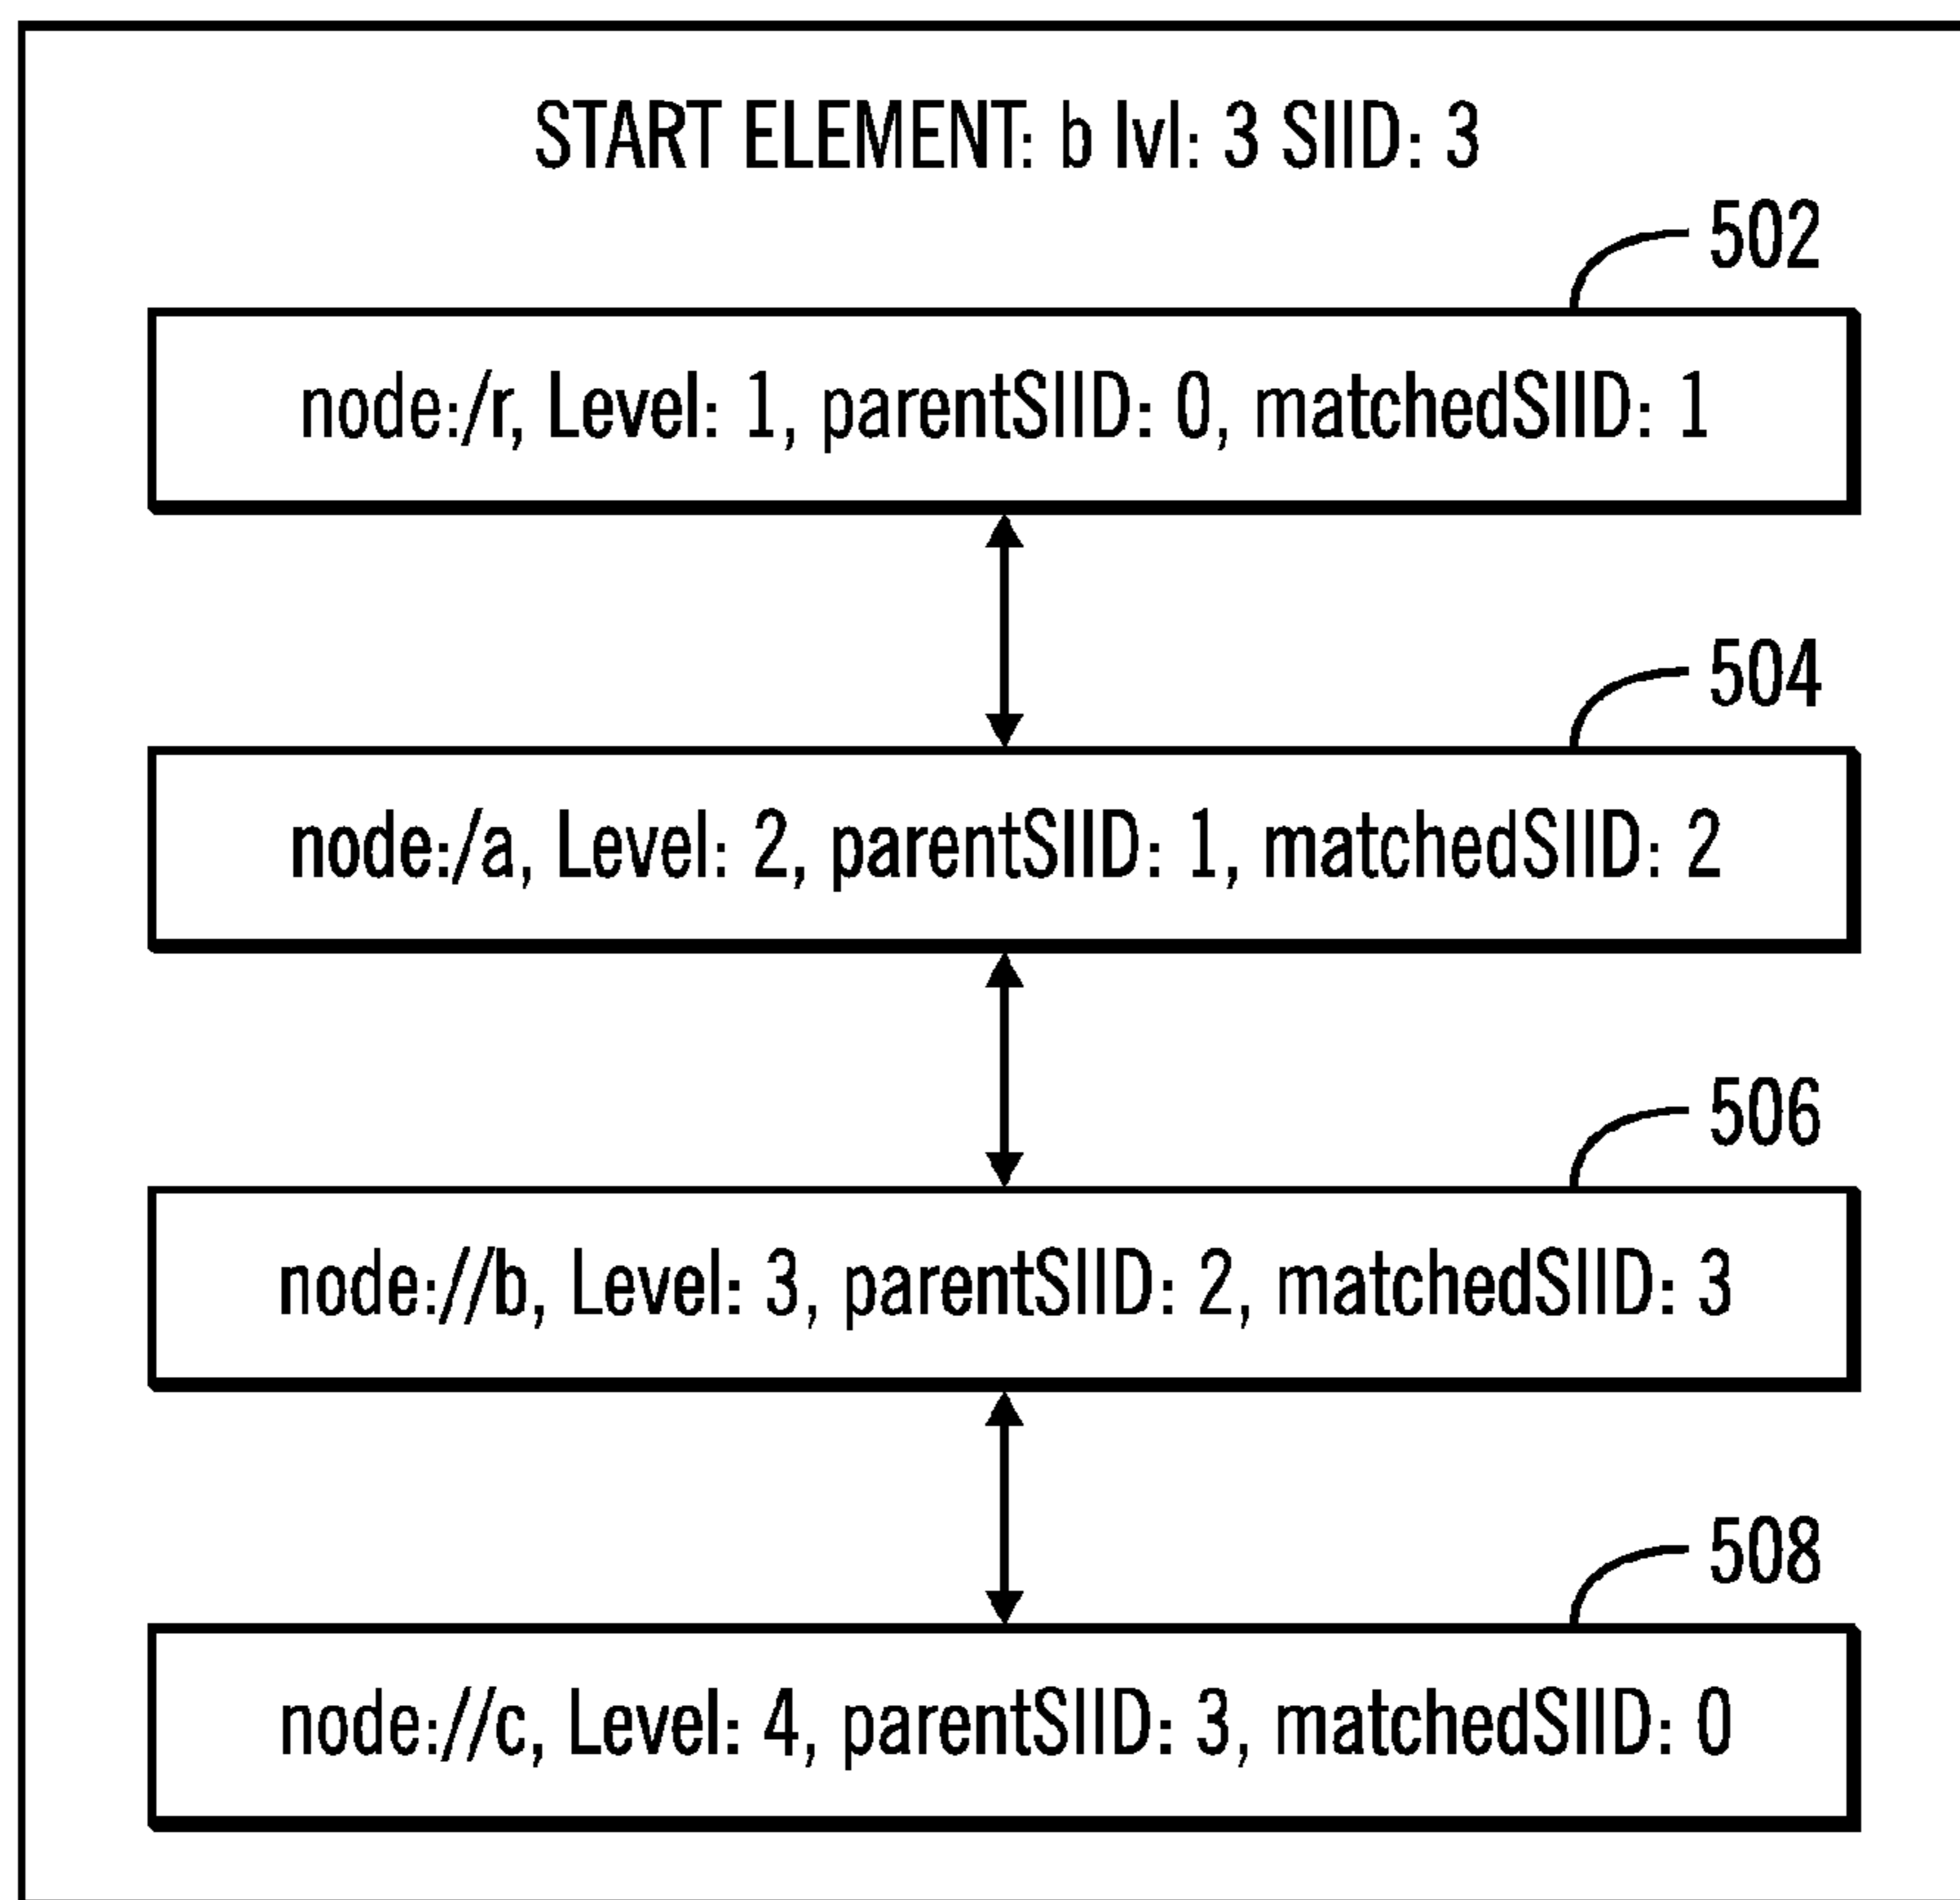 START ELEMENT: b lvl: 3 SIID: 3
502
node:/r, Level: 1, parentSIID: 0, matchedSIID: 1
504
node:/a, Level: 2, parentSIID: 1, matchedSIID: 2
506
node://b, Level: 3, parentSIID: 2, matchedSIID: 3
508
node://c, Level: 4, parentSIID: 3, matchedSIID: 0